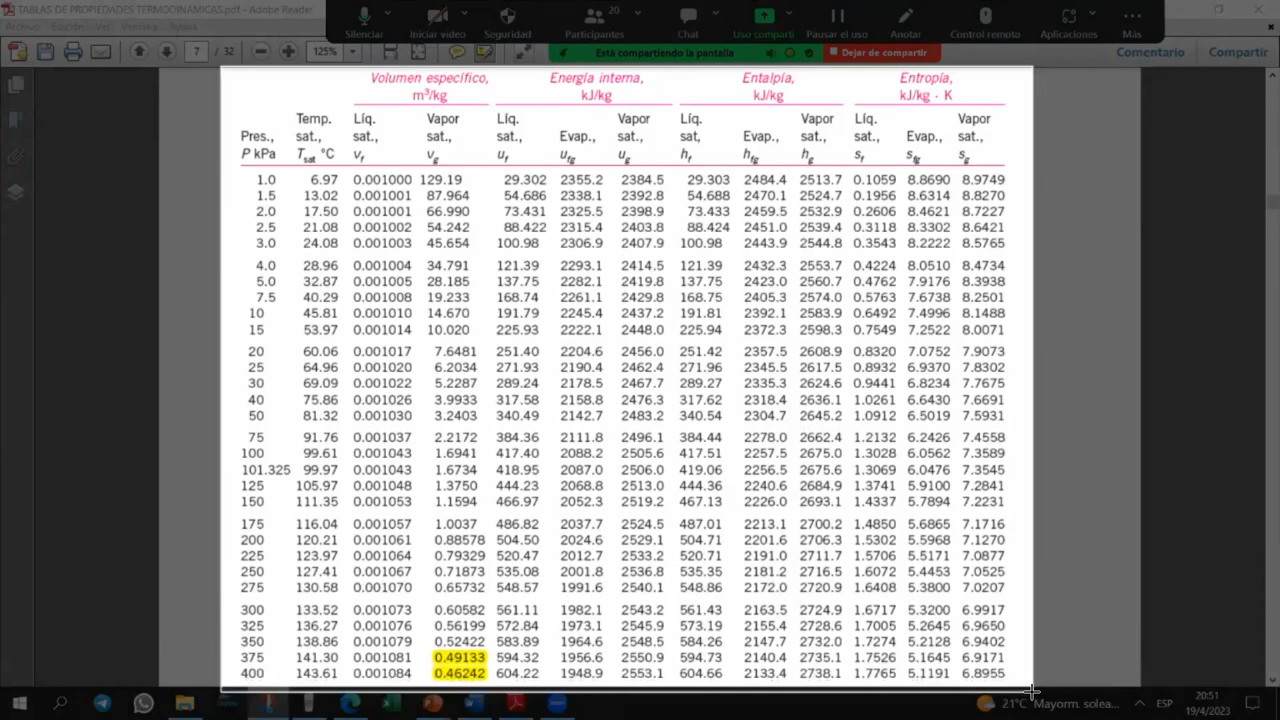 TABLAS DE PROPIEDADES TERMODINAMICAS.pdf - Adobe Reader
Archivo Edición Ver Ventana Ayuda
20
Silenciar Iniciar video Seguridad Participantes Chat Uso comparti Pausar el uso Anotar Control remoto Aplicaciones Más
7 / 32 125% Está compartiendo la pantalla Dejar de compartir Comentario Compartir
Volumen específico, Energía interna, Entalpía, Entropía,
m³/kg kJ/kg kJ/kg kJ/kg · K
Temp. Líq. Vapor Líq. Vapor Líq. Vapor Líq. Vapor
Pres., sat., sat., sat., sat., Evap., sat., sat., Evap., sat., sat., Evap., sat.,
P kPa Tsat °C vf vg uf ufg ug hf hfg hg sf sfg sg
1.0 6.97 0.001000 129.19 29.302 2355.2 2384.5 29.303 2484.4 2513.7 0.1059 8.8690 8.9749
1.5 13.02 0.001001 87.964 54.686 2338.1 2392.8 54.688 2470.1 2524.7 0.1956 8.6314 8.8270
2.0 17.50 0.001001 66.990 73.431 2325.5 2398.9 73.433 2459.5 2532.9 0.2606 8.4621 8.7227
2.5 21.08 0.001002 54.242 88.422 2315.4 2403.8 88.424 2451.0 2539.4 0.3118 8.3302 8.6421
3.0 24.08 0.001003 45.654 100.98 2306.9 2407.9 100.98 2443.9 2544.8 0.3543 8.2222 8.5765
4.0 28.96 0.001004 34.791 121.39 2293.1 2414.5 121.39 2432.3 2553.7 0.4224 8.0510 8.4734
5.0 32.87 0.001005 28.185 137.75 2282.1 2419.8 137.75 2423.0 2560.7 0.4762 7.9176 8.3938
7.5 40.29 0.001008 19.233 168.74 2261.1 2429.8 168.75 2405.3 2574.0 0.5763 7.6738 8.2501
10 45.81 0.001010 14.670 191.79 2245.4 2437.2 191.81 2392.1 2583.9 0.6492 7.4996 8.1488
15 53.97 0.001014 10.020 225.93 2222.1 2448.0 225.94 2372.3 2598.3 0.7549 7.2522 8.0071
20 60.06 0.001017 7.6481 251.40 2204.6 2456.0 251.42 2357.5 2608.9 0.8320 7.0752 7.9073
25 64.96 0.001020 6.2034 271.93 2190.4 2462.4 271.96 2345.5 2617.5 0.8932 6.9370 7.8302
30 69.09 0.001022 5.2287 289.24 2178.5 2467.7 289.27 2335.3 2624.6 0.9441 6.8234 7.7675
40 75.86 0.001026 3.9933 317.58 2158.8 2476.3 317.62 2318.4 2636.1 1.0261 6.6430 7.6691
50 81.32 0.001030 3.2403 340.49 2142.7 2483.2 340.54 2304.7 2645.2 1.0912 6.5019 7.5931
75 91.76 0.001037 2.2172 384.36 2111.8 2496.1 384.44 2278.0 2662.4 1.2132 6.2426 7.4558
100 99.61 0.001043 1.6941 417.40 2088.2 2505.6 417.51 2257.5 2675.0 1.3028 6.0562 7.3589
101.325 99.97 0.001043 1.6734 418.95 2087.0 2506.0 419.06 2256.5 2675.6 1.3069 6.0476 7.3545
125 105.97 0.001048 1.3750 444.23 2068.8 2513.0 444.36 2240.6 2684.9 1.3741 5.9100 7.2841
150 111.35 0.001053 1.1594 466.97 2052.3 2519.2 467.13 2226.0 2693.1 1.4337 5.7894 7.2231
175 116.04 0.001057 1.0037 486.82 2037.7 2524.5 487.01 2213.1 2700.2 1.4850 5.6865 7.1716
200 120.21 0.001061 0.88578 504.50 2024.6 2529.1 504.71 2201.6 2706.3 1.5302 5.5968 7.1270
225 123.97 0.001064 0.79329 520.47 2012.7 2533.2 520.71 2191.0 2711.7 1.5706 5.5171 7.0877
250 127.41 0.001067 0.71873 535.08 2001.8 2536.8 535.35 2181.2 2716.5 1.6072 5.4453 7.0525
275 130.58 0.001070 0.65732 548.57 1991.6 2540.1 548.86 2172.0 2720.9 1.6408 5.3800 7.0207
300 133.52 0.001073 0.60582 561.11 1982.1 2543.2 561.43 2163.5 2724.9 1.6717 5.3200 6.9917
325 136.27 0.001076 0.56199 572.84 1973.1 2545.9 573.19 2155.4 2728.6 1.7005 5.2645 6.9650
350 138.86 0.001079 0.52422 583.89 1964.6 2548.5 584.26 2147.7 2732.0 1.7274 5.2128 6.9402
375 141.30 0.001081 0.49133 594.32 1956.6 2550.9 594.73 2140.4 2735.1 1.7526 5.1645 6.9171
400 143.61 0.001084 0.46242 604.22 1948.9 2553.1 604.66 2133.4 2738.1 1.7765 5.1191 6.8955
21°C Mayorm. solea... ESP 20:51
19/4/2023